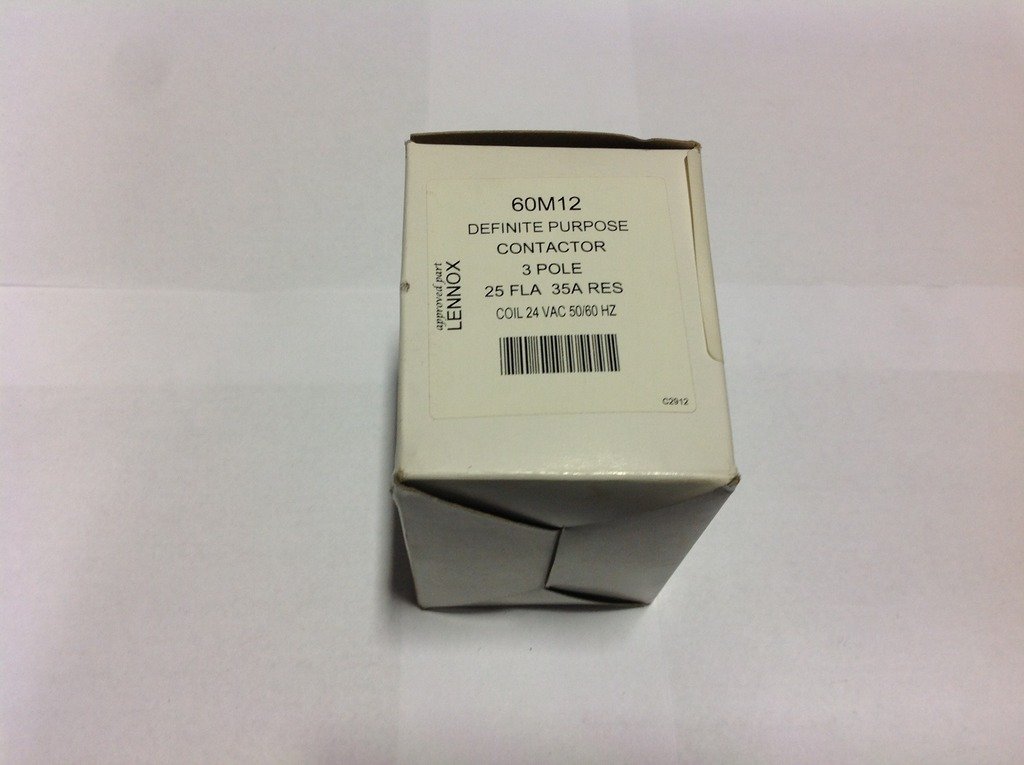 60M12
DEFINITE PURPOSE
CONTACTOR
3 POLE
25 FLA 35A RES
COIL 24 VAC 50/60 HZ
approved part
LENNOX
C2912